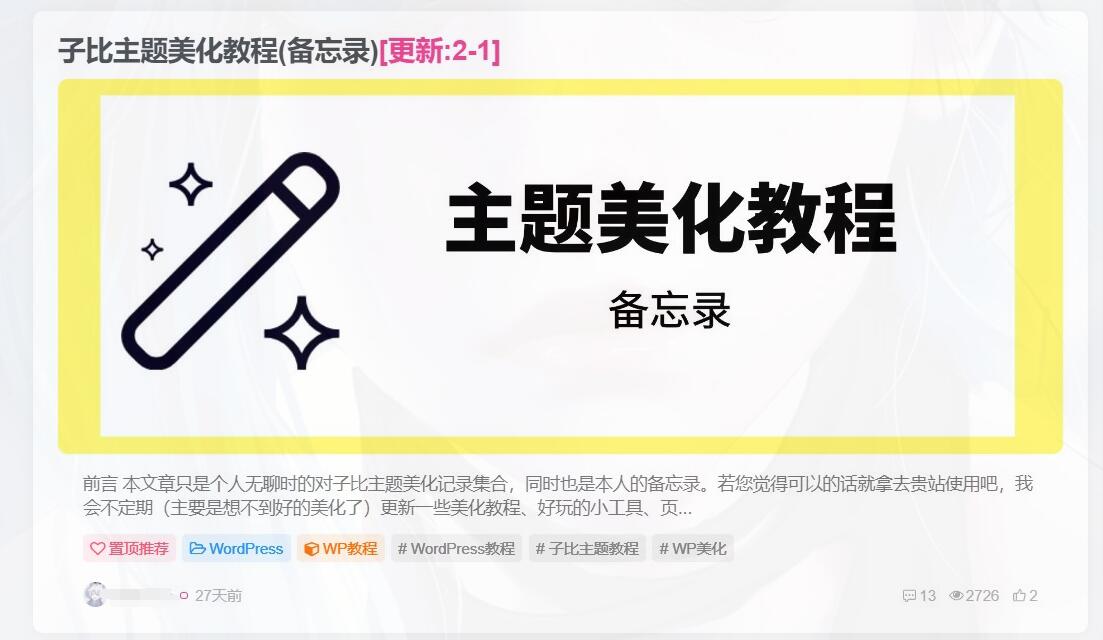 子比主题美化教程(备忘录)[更新:2-1]
主题美化教程
备忘录
前言 本文章只是个人无聊时的对子比主题美化记录集合，同时也是本人的备忘录。若您觉得可以的话就拿去贵站使用吧，我
会不定期（主要是想不到好的美化了）更新一些美化教程、好玩的小工具、页...
置顶推荐 WordPress WP教程 # WordPress教程 # 子比主题教程 # WP美化
27天前 13 2726 2